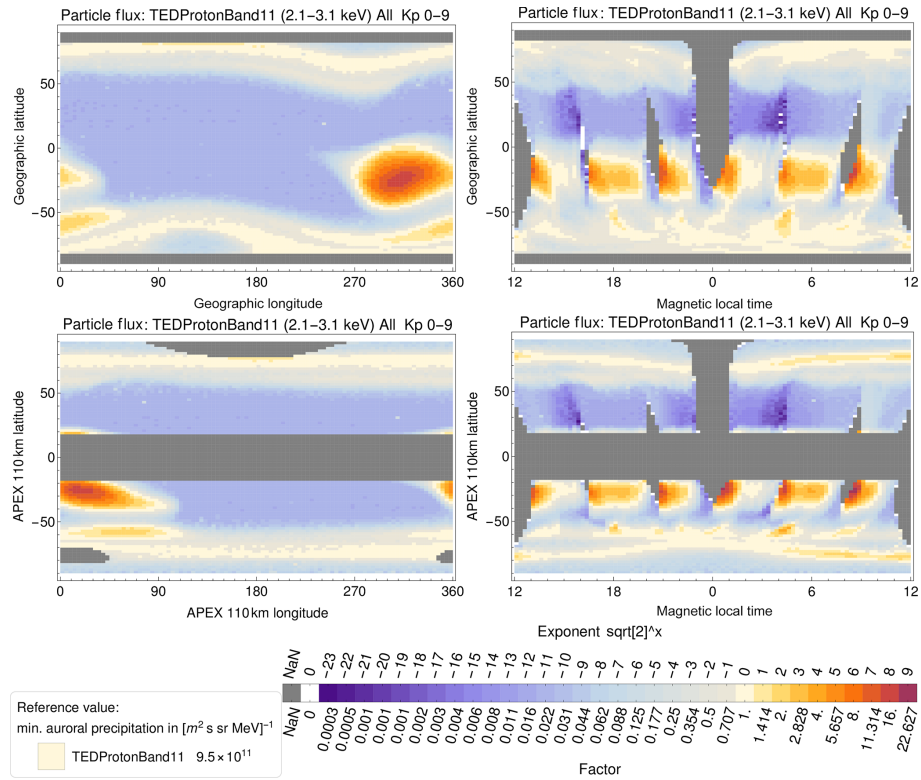 Particle flux: TEDProtonBand11 (2.1−3.1 keV) All Kp 0−9
Geographic latitude
50
0
−50
0 90 180 270 360
Geographic longitude
Particle flux: TEDProtonBand11 (2.1−3.1 keV) All Kp 0−9
Geographic latitude
50
0
−50
12 18 0 6 12
Magnetic local time
Particle flux: TEDProtonBand11 (2.1−3.1 keV) All Kp 0−9
APEX 110km latitude
50
0
−50
0 90 180 270 360
APEX 110km longitude
Particle flux: TEDProtonBand11 (2.1−3.1 keV) All Kp 0−9
APEX 110km latitude
50
0
−50
12 18 0 6 12
Magnetic local time
Exponent sqrt[2]^x
NaN 0 −23 −22 −21 −20 −19 −18 −17 −16 −15 −14 −13 −12 −11 −10 −9 −8 −7 −6 −5 −4 −3 −2 −1 0 1 2 3 4 5 6 7 8 9
NaN 0 0.0003 0.0005 0.001 0.001 0.001 0.002 0.003 0.004 0.006 0.008 0.011 0.016 0.022 0.031 0.044 0.062 0.088 0.125 0.177 0.25 0.354 0.5 0.707 1. 1.414 2. 2.828 4. 5.657 8. 11.314 16. 22.627
Factor
Reference value:
min. auroral precipitation in [m² s sr MeV]⁻¹
TEDProtonBand11 9.5×10¹¹